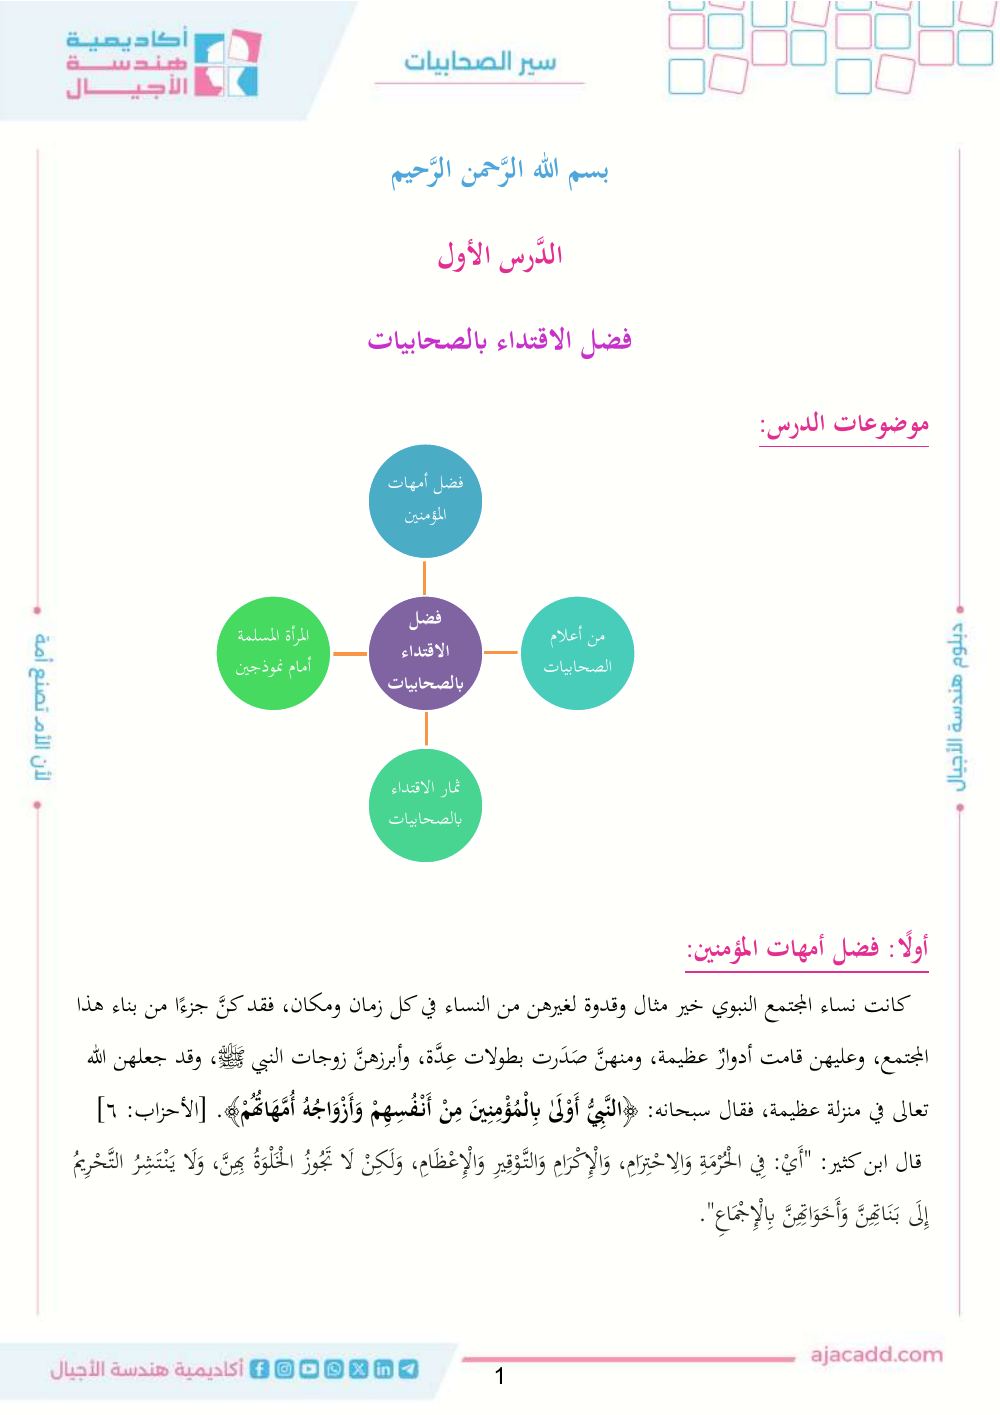 أكاديمية
هندسة
الأجيال
سير الصحابيات
بسم الله الرَّحمن الرَّحيم
الدَّرس الأول
فضل الاقتداء بالصحابيات
موضوعات الدرس:
فضل أمهات
المؤمنين
من أعلام
الصحابيات
فضل
الاقتداء
بالصحابيات
المرأة المسلمة
أمام نموذجين
ثمار الاقتداء
بالصحابيات
دبلوم هندسة الأجيال
لأن الأم تصنع أمة
أولًا: فضل أمهات المؤمنين:
كانت نساء المجتمع النبوي خير مثال وقدوة لغيرهن من النساء في كل زمان ومكان، فقد كنَّ جزءًا من بناء هذا
المجتمع، وعليهن قامت أدوارٌ عظيمة، ومنهنَّ صَدَرت بطولات عِدَّة، وأبرزهنَّ زوجات النبي ﷺ، وقد جعلهن الله
تعالى في منزلة عظيمة، فقال سبحانه: ﴿النَّبِيُّ أَوْلَىٰ بِالْمُؤْمِنِينَ مِنْ أَنْفُسِهِمْ وَأَزْوَاجُهُ أُمَّهَاتُهُمْ﴾. [الأحزاب: ٦]
قال ابن كثير: "أَيْ: فِي الْحُرْمَةِ وَالِاحْتِرَامِ، وَالْإِكْرَامِ وَالتَّوْقِيرِ وَالْإِعْظَامِ، وَلَكِنْ لَا تَجُوزُ الْخَلْوَةُ بِهِنَّ، وَلَا يَنْتَشِرُ التَّحْرِيمُ
إِلَى بَنَاتِهِنَّ وَأَخَوَاتِهِنَّ بِالْإِجْمَاعِ".
أكاديمية هندسة الأجيال
1
ajacadd.com